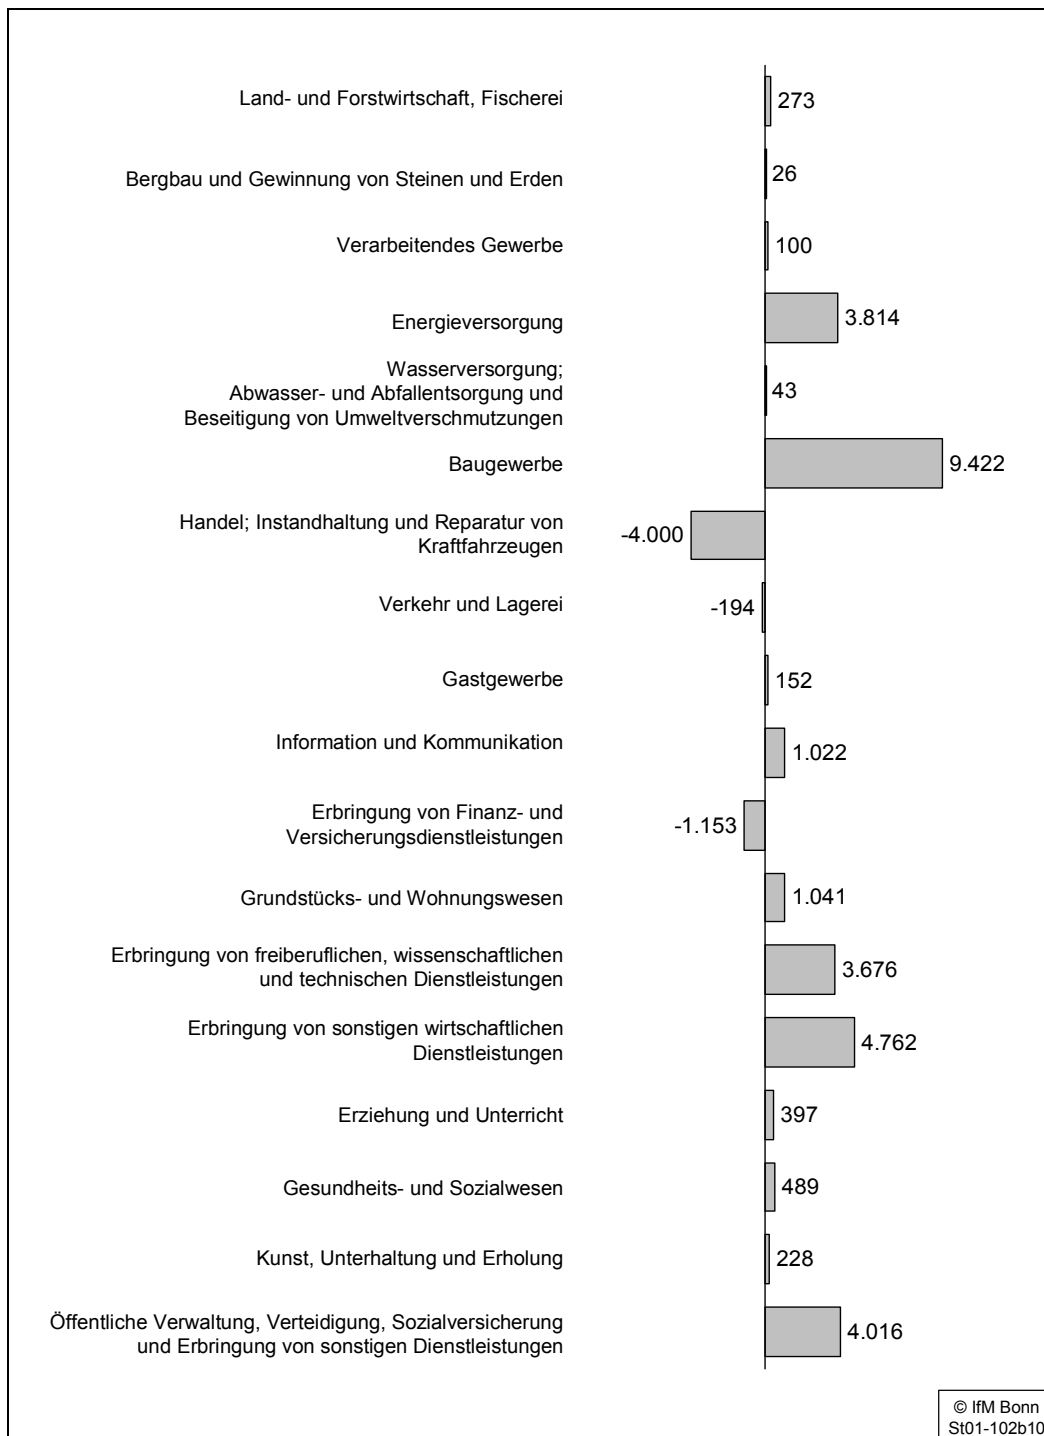 Land- und Forstwirtschaft, Fischerei
273
Bergbau und Gewinnung von Steinen und Erden
26
Verarbeitendes Gewerbe
100
Energieversorgung
3.814
Wasserversorgung;
Abwasser- und Abfallentsorgung und
Beseitigung von Umweltverschmutzungen
43
Baugewerbe
9.422
Handel; Instandhaltung und Reparatur von
Kraftfahrzeugen
-4.000
Verkehr und Lagerei
-194
Gastgewerbe
152
Information und Kommunikation
1.022
Erbringung von Finanz- und
Versicherungsdienstleistungen
-1.153
Grundstücks- und Wohnungswesen
1.041
Erbringung von freiberuflichen, wissenschaftlichen
und technischen Dienstleistungen
3.676
Erbringung von sonstigen wirtschaftlichen
Dienstleistungen
4.762
Erziehung und Unterricht
397
Gesundheits- und Sozialwesen
489
Kunst, Unterhaltung und Erholung
228
Öffentliche Verwaltung, Verteidigung, Sozialversicherung
und Erbringung von sonstigen Dienstleistungen
4.016
© IfM Bonn
St01-102b10